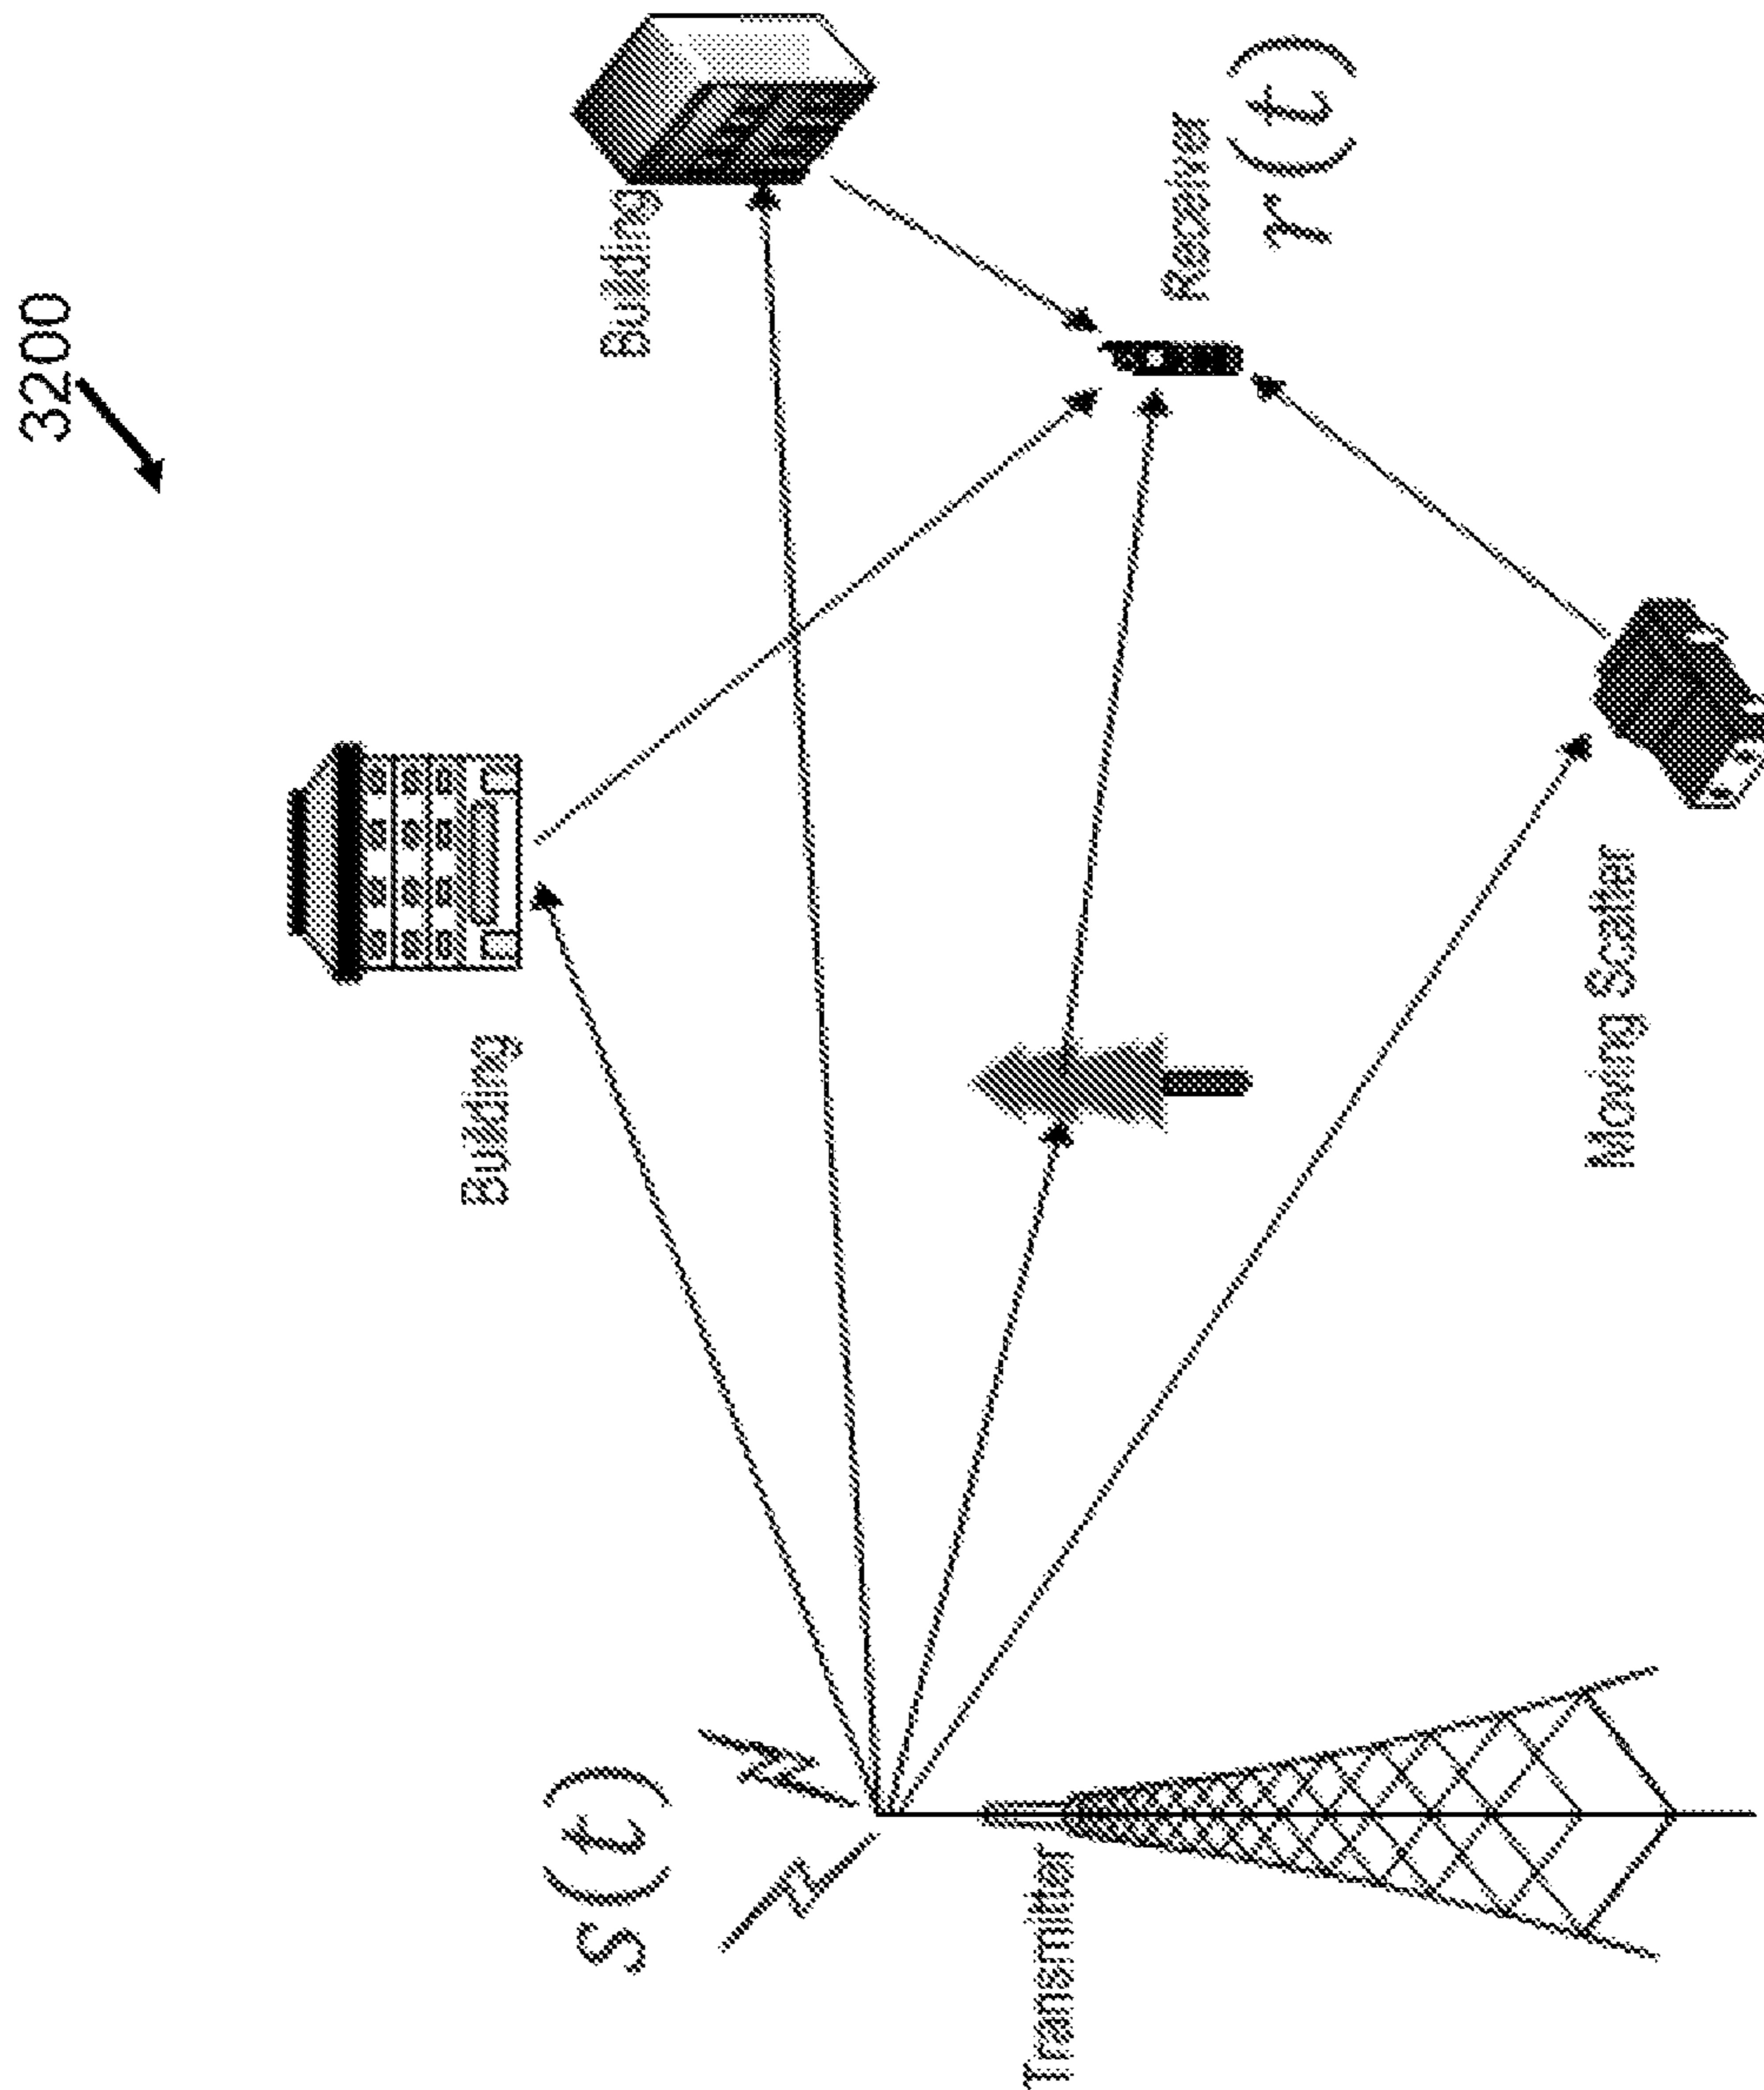 3200
S(t)
Building
Building
Transmitter
Receiver
r(t)
Moving Scatter